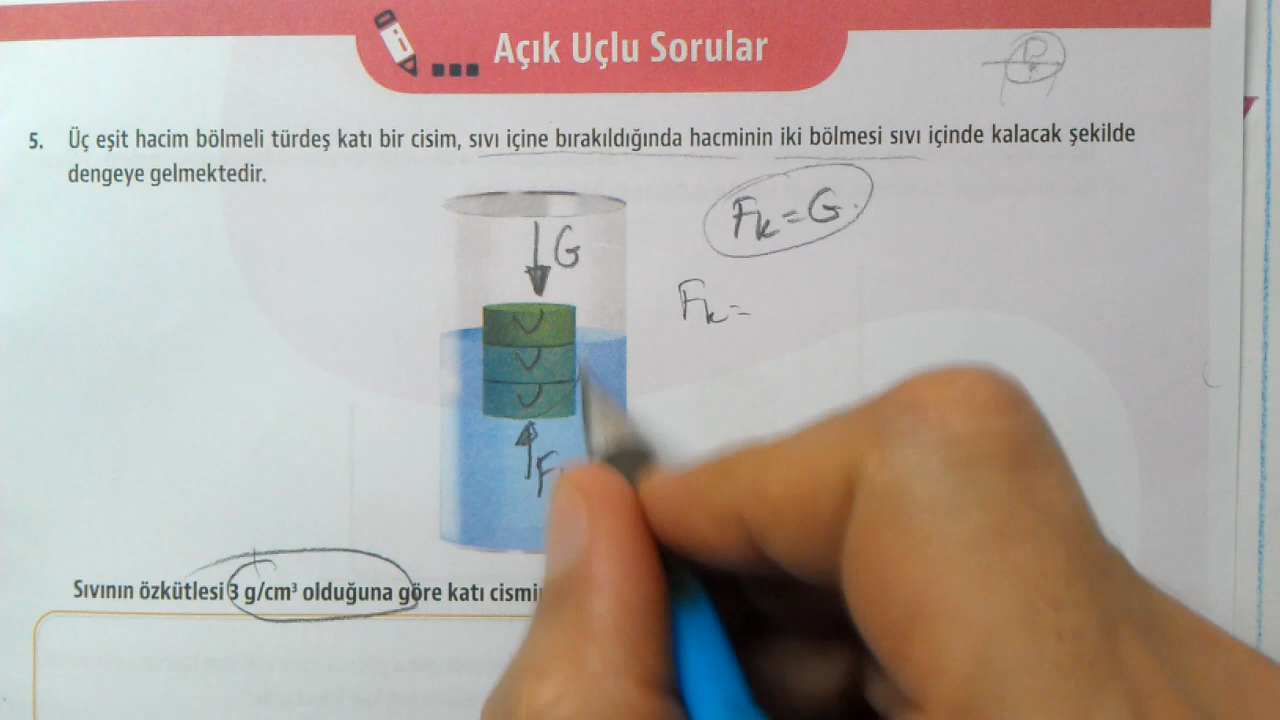 Açık Uçlu Sorular
5. Üç eşit hacim bölmeli türdeş katı bir cisim, sıvı içine bırakıldığında hacminin iki bölmesi sıvı içinde kalacak şekilde
dengeye gelmektedir.
Fk=G
G
Fk=
V
V
V
F
Sıvının özkütlesi 3 g/cm³ olduğuna göre katı